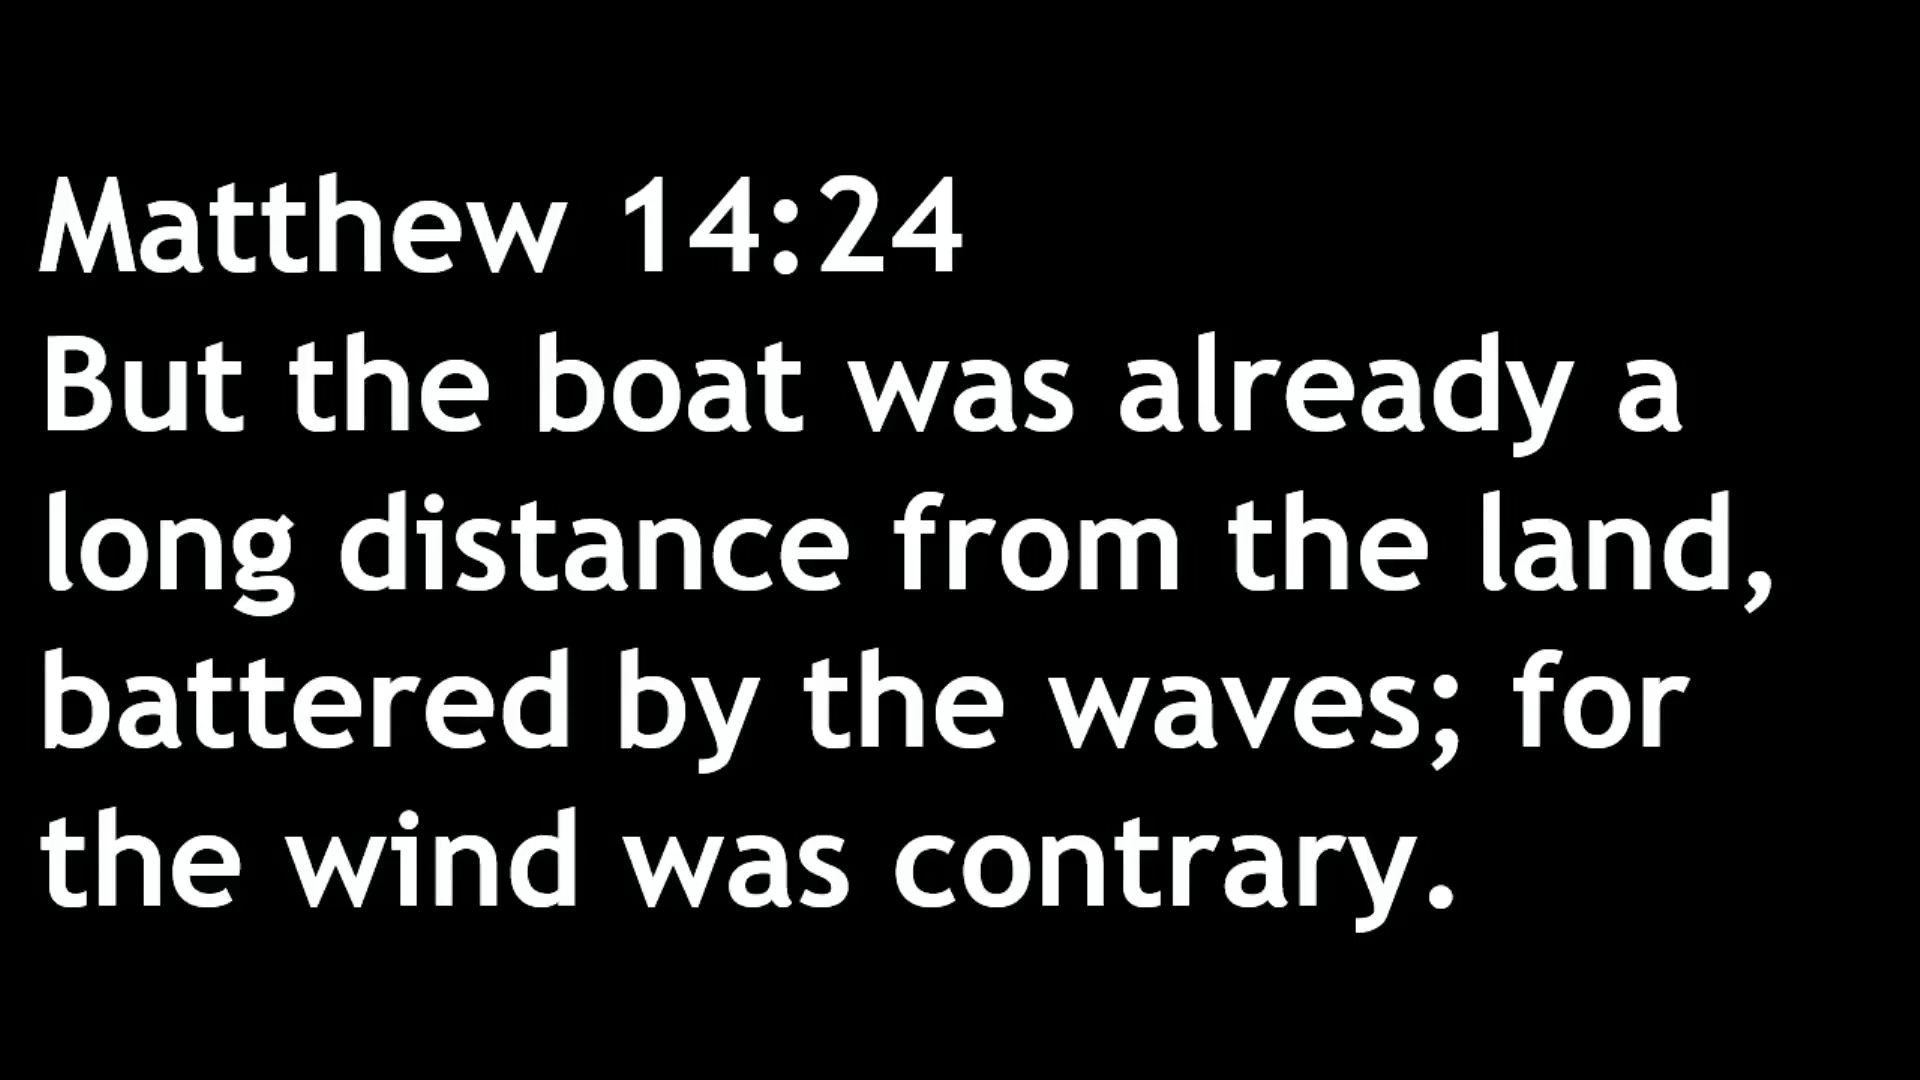 Matthew 14:24
But the boat was already a
long distance from the land,
battered by the waves; for
the wind was contrary.